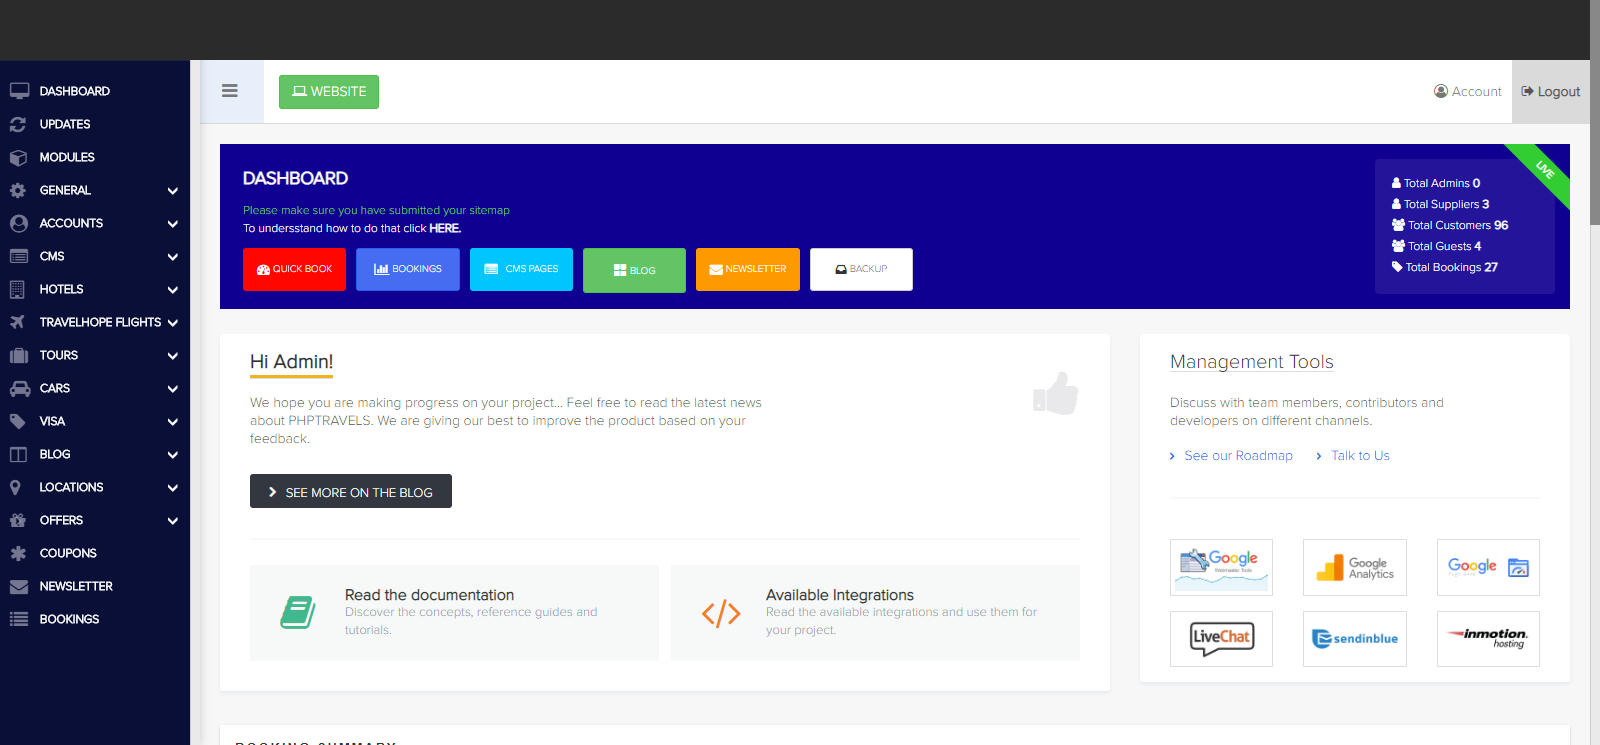 DASHBOARD
UPDATES
MODULES
GENERAL
ACCOUNTS
CMS
HOTELS
TRAVELHOPE FLIGHTS
TOURS
CARS
VISA
BLOG
LOCATIONS
OFFERS
COUPONS
NEWSLETTER
BOOKINGS
WEBSITE
Account
Logout
DASHBOARD
Please make sure you have submitted your sitemap
To undersstand how to do that click HERE.
QUICK BOOK
BOOKINGS
CMS PAGES
BLOG
NEWSLETTER
BACKUP
LIVE
Total Admins 0
Total Suppliers 3
Total Customers 96
Total Guests 4
Total Bookings 27
Hi Admin!
We hope you are making progress on your project... Feel free to read the latest news
about PHPTRAVELS. We are giving our best to improve the product based on your
feedback.
SEE MORE ON THE BLOG
Read the documentation
Discover the concepts, reference guides and
tutorials.
Available Integrations
Read the available integrations and use them for
your project.
Management Tools
Discuss with team members, contributors and
developers on different channels.
See our Roadmap
Talk to Us
Google
Webmaster Tools
Google
Analytics
Google
LiveChat
sendinblue
inmotion
hosting
BOOKING SUMMARY